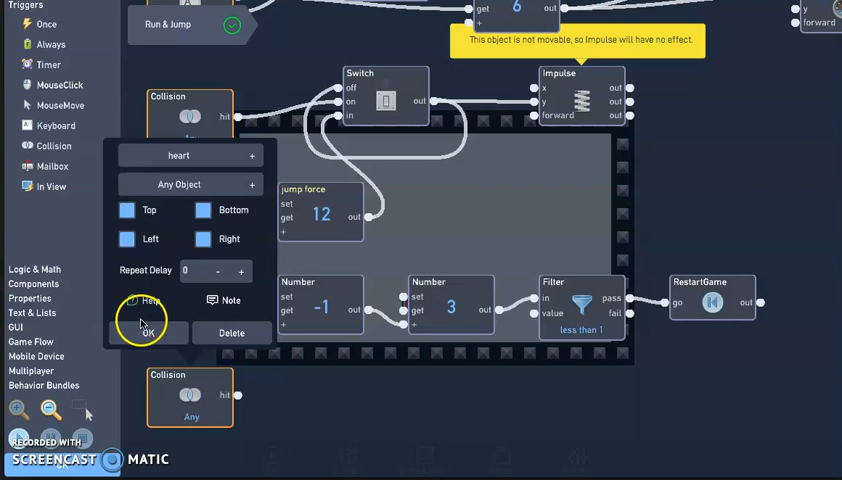 Triggers
Once
Always
Timer
MouseClick
MouseMove
Keyboard
Collision
Mailbox
In View
Logic & Math
Components
Properties
Text & Lists
GUI
Game Flow
Mobile Device
Multiplayer
Behavior Bundles
RECORDED WITH
SCREENCAST MATIC
Run & Jump
get 6 out
+
This object is not movable, so Impulse will have no effect.
y
forward
Collision
hit
Switch
off
on out
in
Impulse
x out
y out
forward out
heart +
Any Object +
Top Bottom
Left Right
Repeat Delay 0 - +
Help Note
OK Delete
jump force
set
get 12 out
+
Number
set
get -1 out
+
Number
set
get 3 out
+
Filter
in pass
value fail
less than 1
RestartGame
go out
Collision
hit
Any